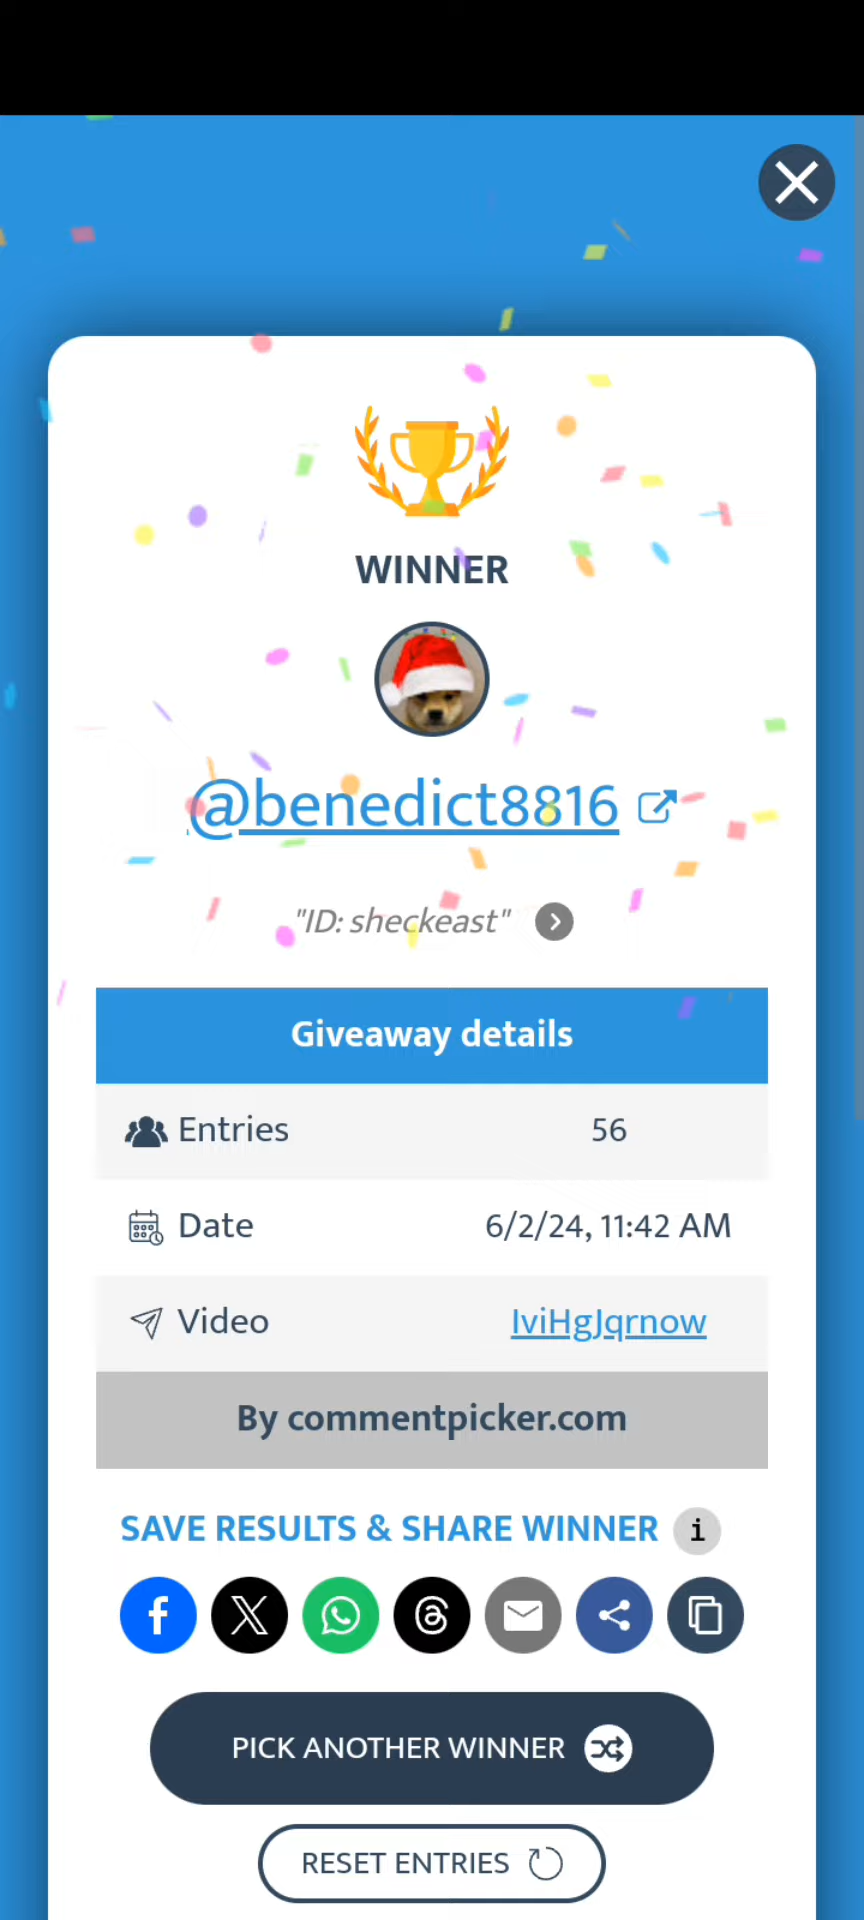 WINNER
@benedict8816
"ID: sheckeast"
Giveaway details
Entries 56
Date 6/2/24, 11:42 AM
Video IviHgJqrnow
By commentpicker.com
SAVE RESULTS & SHARE WINNER i
PICK ANOTHER WINNER
RESET ENTRIES